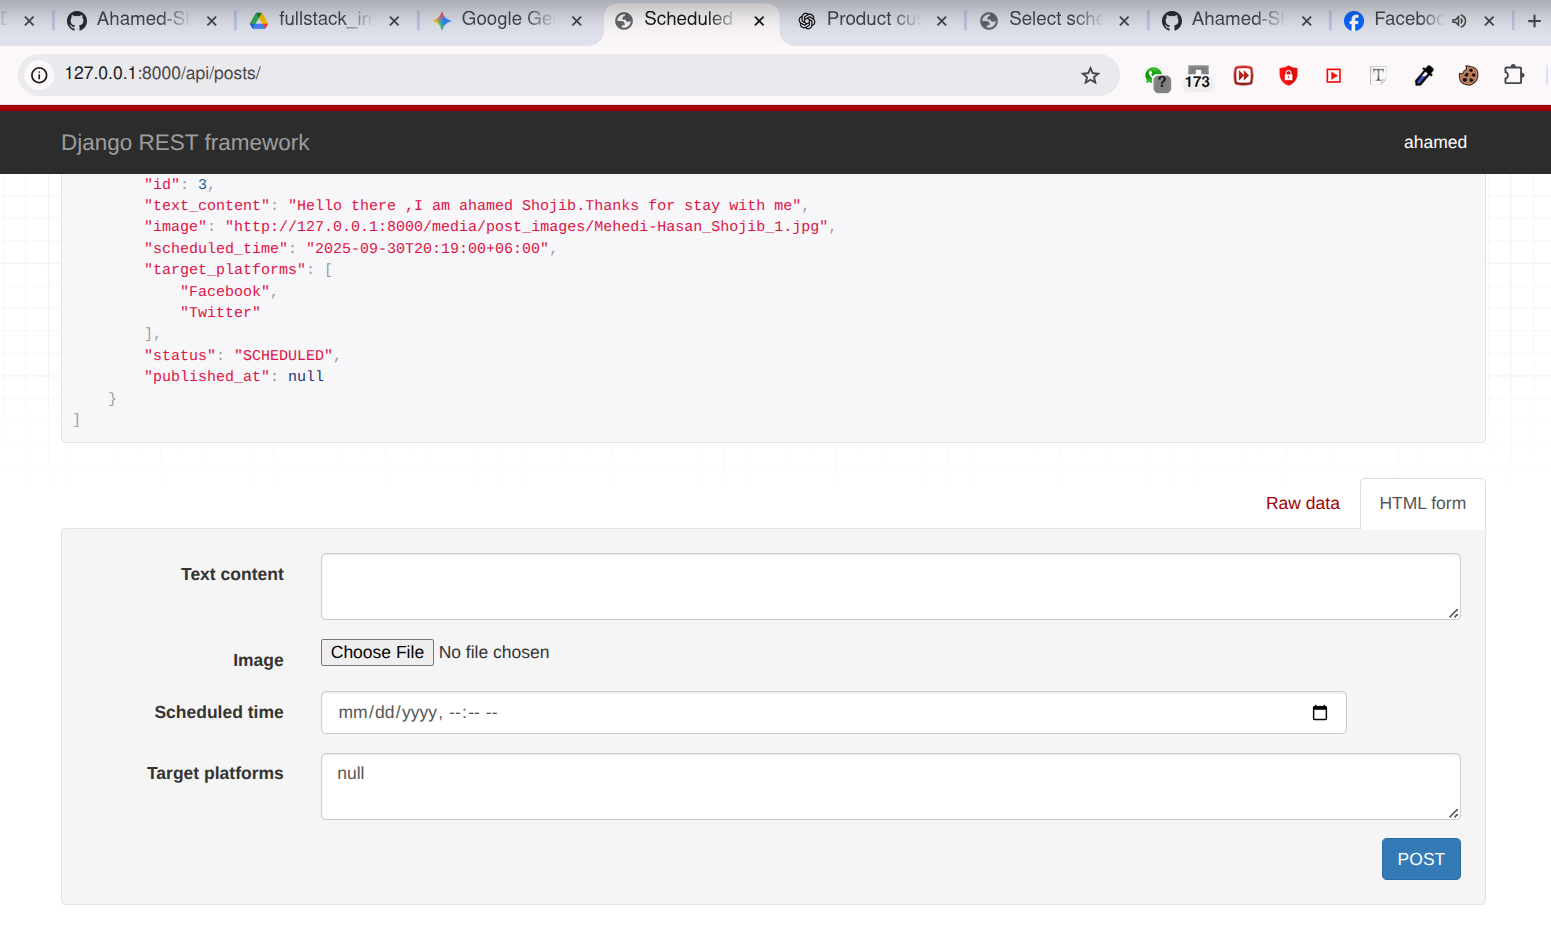 Ahamed-S
fullstack_in
Google Ge
Scheduled
Product cu
Select sche
Ahamed-S
Faceboo
127.0.0.1:8000/api/posts/
?
173
T
Django REST framework
ahamed
"id": 3,
"text_content": "Hello there ,I am ahamed Shojib.Thanks for stay with me",
"image": "http://127.0.0.1:8000/media/post_images/Mehedi-Hasan_Shojib_1.jpg",
"scheduled_time": "2025-09-30T20:19:00+06:00",
"target_platforms": [
"Facebook",
"Twitter"
],
"status": "SCHEDULED",
"published_at": null
}
]
Raw data
HTML form
Text content
Image
Choose File No file chosen
Scheduled time
mm/dd/yyyy, --:-- --
Target platforms
null
POST